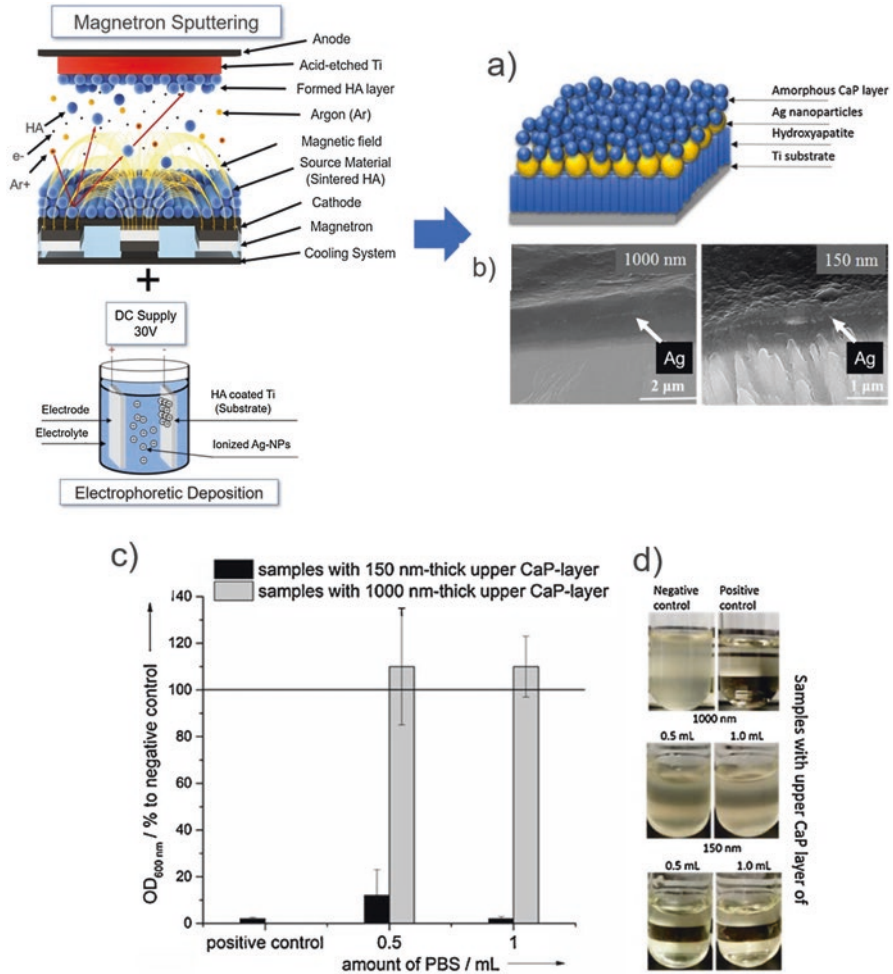 Magnetron Sputtering
Anode
Acid-etched Ti
Formed HA layer
Argon (Ar)
HA
e-
Magnetic field
Ar+
Source Material
(Sintered HA)
Cathode
Magnetron
Cooling System
+
DC Supply
30V
+ -
HA coated Ti
(Substrate)
Electrode
Electrolyte
Ionized Ag-NPs
Electrophoretic Deposition
a)
Amorphous CaP layer
Ag nanoparticles
Hydroxyapatite
Ti substrate
b)
1000 nm
Ag
2 µm
150 nm
Ag
1 µm
c)
samples with 150 nm-thick upper CaP-layer
samples with 1000 nm-thick upper CaP-layer
OD600 nm / % to negative control
140
120
100
80
60
40
20
0
positive control 0.5 1
amount of PBS / mL
d)
Negative control
Positive control
1000 nm
0.5 mL 1.0 mL
150 nm
0.5 mL 1.0 mL
Samples with upper CaP layer of